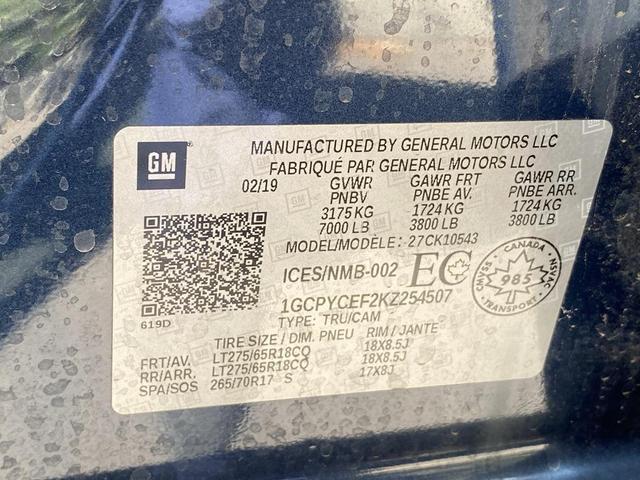 GM
MANUFACTURED BY GENERAL MOTORS LLC
FABRIQUÉ PAR GENERAL MOTORS LLC
02/19 GVWR GAWR FRT GAWR RR
PNBV PNBE AV. PNBE ARR.
3175 KG 1724 KG 1724 KG
7000 LB 3800 LB 3800 LB
MODEL/MODÈLE: 27CK10543
ICES/NMB-002 EC
CANADA
CMVSS 985 NSVAC
TRANSPORT
1GCPYCEF2KZ254507
TYPE: TRU/CAM
619D
TIRE SIZE / DIM. PNEU RIM / JANTE
FRT/AV. LT275/65R18CQ 18X8.5J
RR/ARR. LT275/65R18CQ 18X8.5J
SPA/SOS 265/70R17 S 17X8J